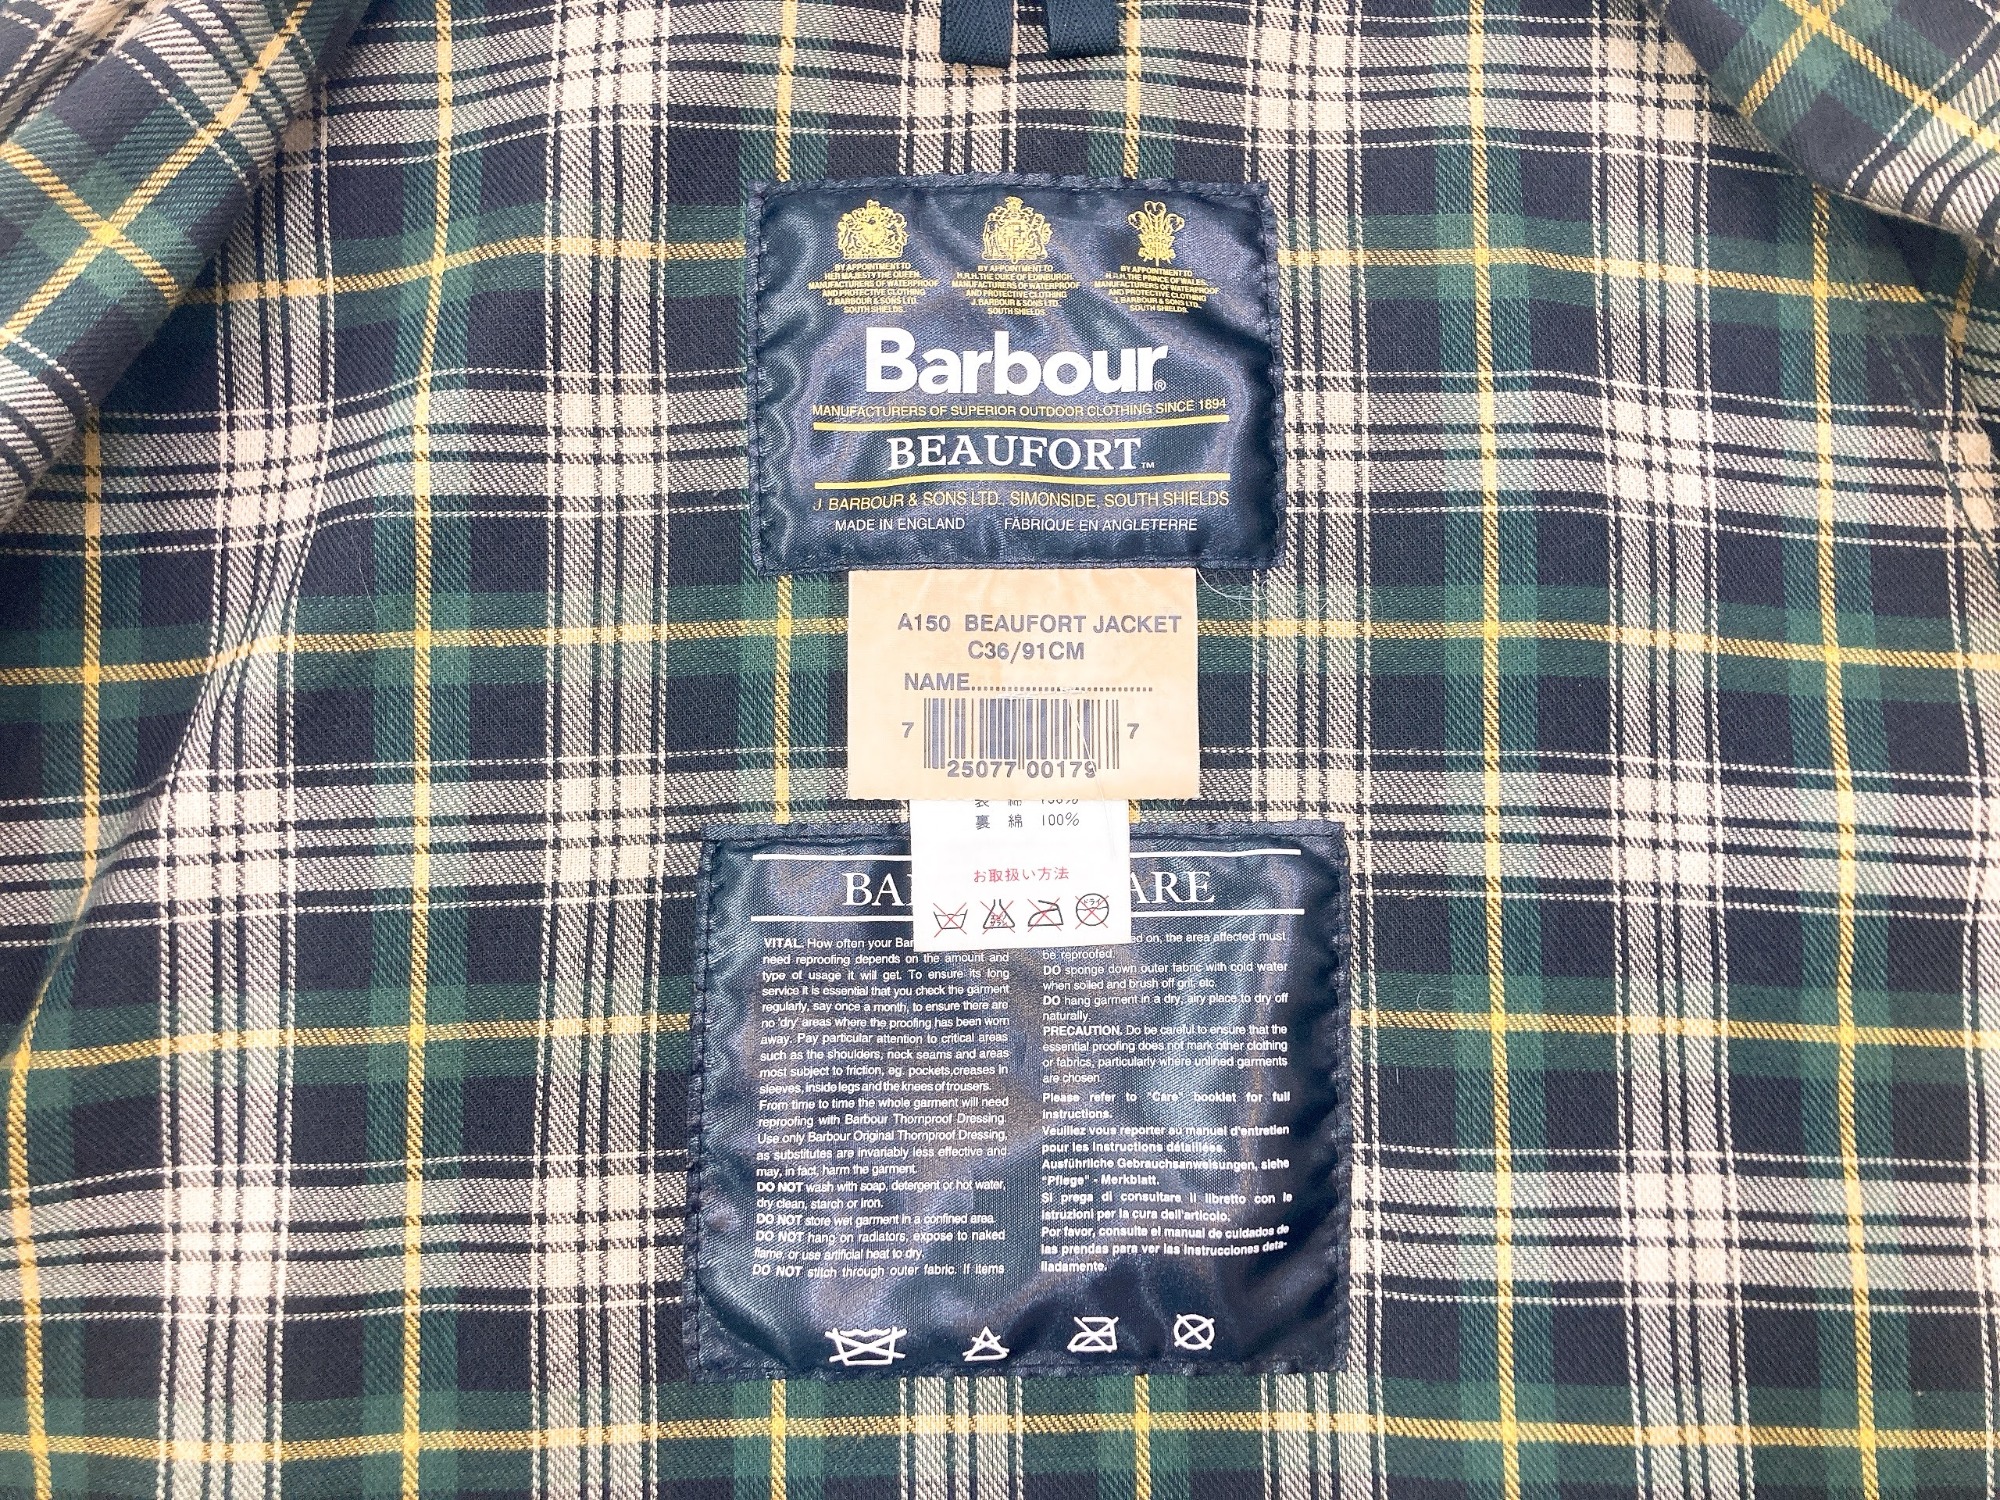 BY APPOINTMENT TO
HER MAJESTY THE QUEEN
MANUFACTURERS OF WATERPROOF
AND PROTECTIVE CLOTHING
J. BARBOUR & SONS LTD.
SOUTH SHIELDS.
BY APPOINTMENT TO
H.R.H. THE DUKE OF EDINBURGH
MANUFACTURERS OF WATERPROOF
AND PROTECTIVE CLOTHING
J. BARBOUR & SONS LTD.
SOUTH SHIELDS.
BY APPOINTMENT TO
H.R.H. THE PRINCE OF WALES
MANUFACTURERS OF WATERPROOF
AND PROTECTIVE CLOTHING
J. BARBOUR & SONS LTD.
SOUTH SHIELDS.
Barbour®
MANUFACTURERS OF SUPERIOR OUTDOOR CLOTHING SINCE 1894
BEAUFORT™
J. BARBOUR & SONS LTD. SIMONSIDE, SOUTH SHIELDS
MADE IN ENGLAND FABRIQUE EN ANGLETERRE
A150 BEAUFORT JACKET
C36/91CM
NAME
7 25077 00179 7
裏 綿 100%
お取扱い方法
ドライ
BA ARE
VITAL. How often your Bar
need reproofing depends on the amount and
type of usage it will get. To ensure its long
service it is essential that you check the garment
regularly, say once a month, to ensure there are
no 'dry' areas where the proofing has been worn
away. Pay particular attention to critical areas
such as the shoulders, neck seams and areas
most subject to friction, eg. pockets,creases in
sleeves, inside legs and the knees of trousers.
From time to time the whole garment will need
reproofing with Barbour Thornproof Dressing.
Use only Barbour Original Thornproof Dressing,
as substitutes are invariably less effective and
may, in fact, harm the garment.
DO NOT wash with soap, detergent or hot water,
dry clean, starch or iron.
DO NOT store wet garment in a confined area.
DO NOT hang on radiators, expose to naked
flame, or use artificial heat to dry.
DO NOT stitch through outer fabric. If items
ed on, the area affected must
be reproofed.
DO sponge down outer fabric with cold water
when soiled and brush off grit, etc.
DO hang garment in a dry, airy place to dry off
naturally.
PRECAUTION. Do be careful to ensure that the
essential proofing does not mark other clothing
or fabrics, particularly where unlined garments
are chosen.
Please refer to "Care" booklet for full
instructions.
Veuillez vous reporter au manuel d'entretien
pour les instructions détaillées.
Ausführliche Gebrauchsanweisungen, siehe
"Pflege" - Merkblatt.
Si prega di consultare il libretto con le
istruzioni per la cura dell'articolo.
Por favor, consulte el manual de cuidados de
las prendas para ver las instrucciones deta-
lladamente.